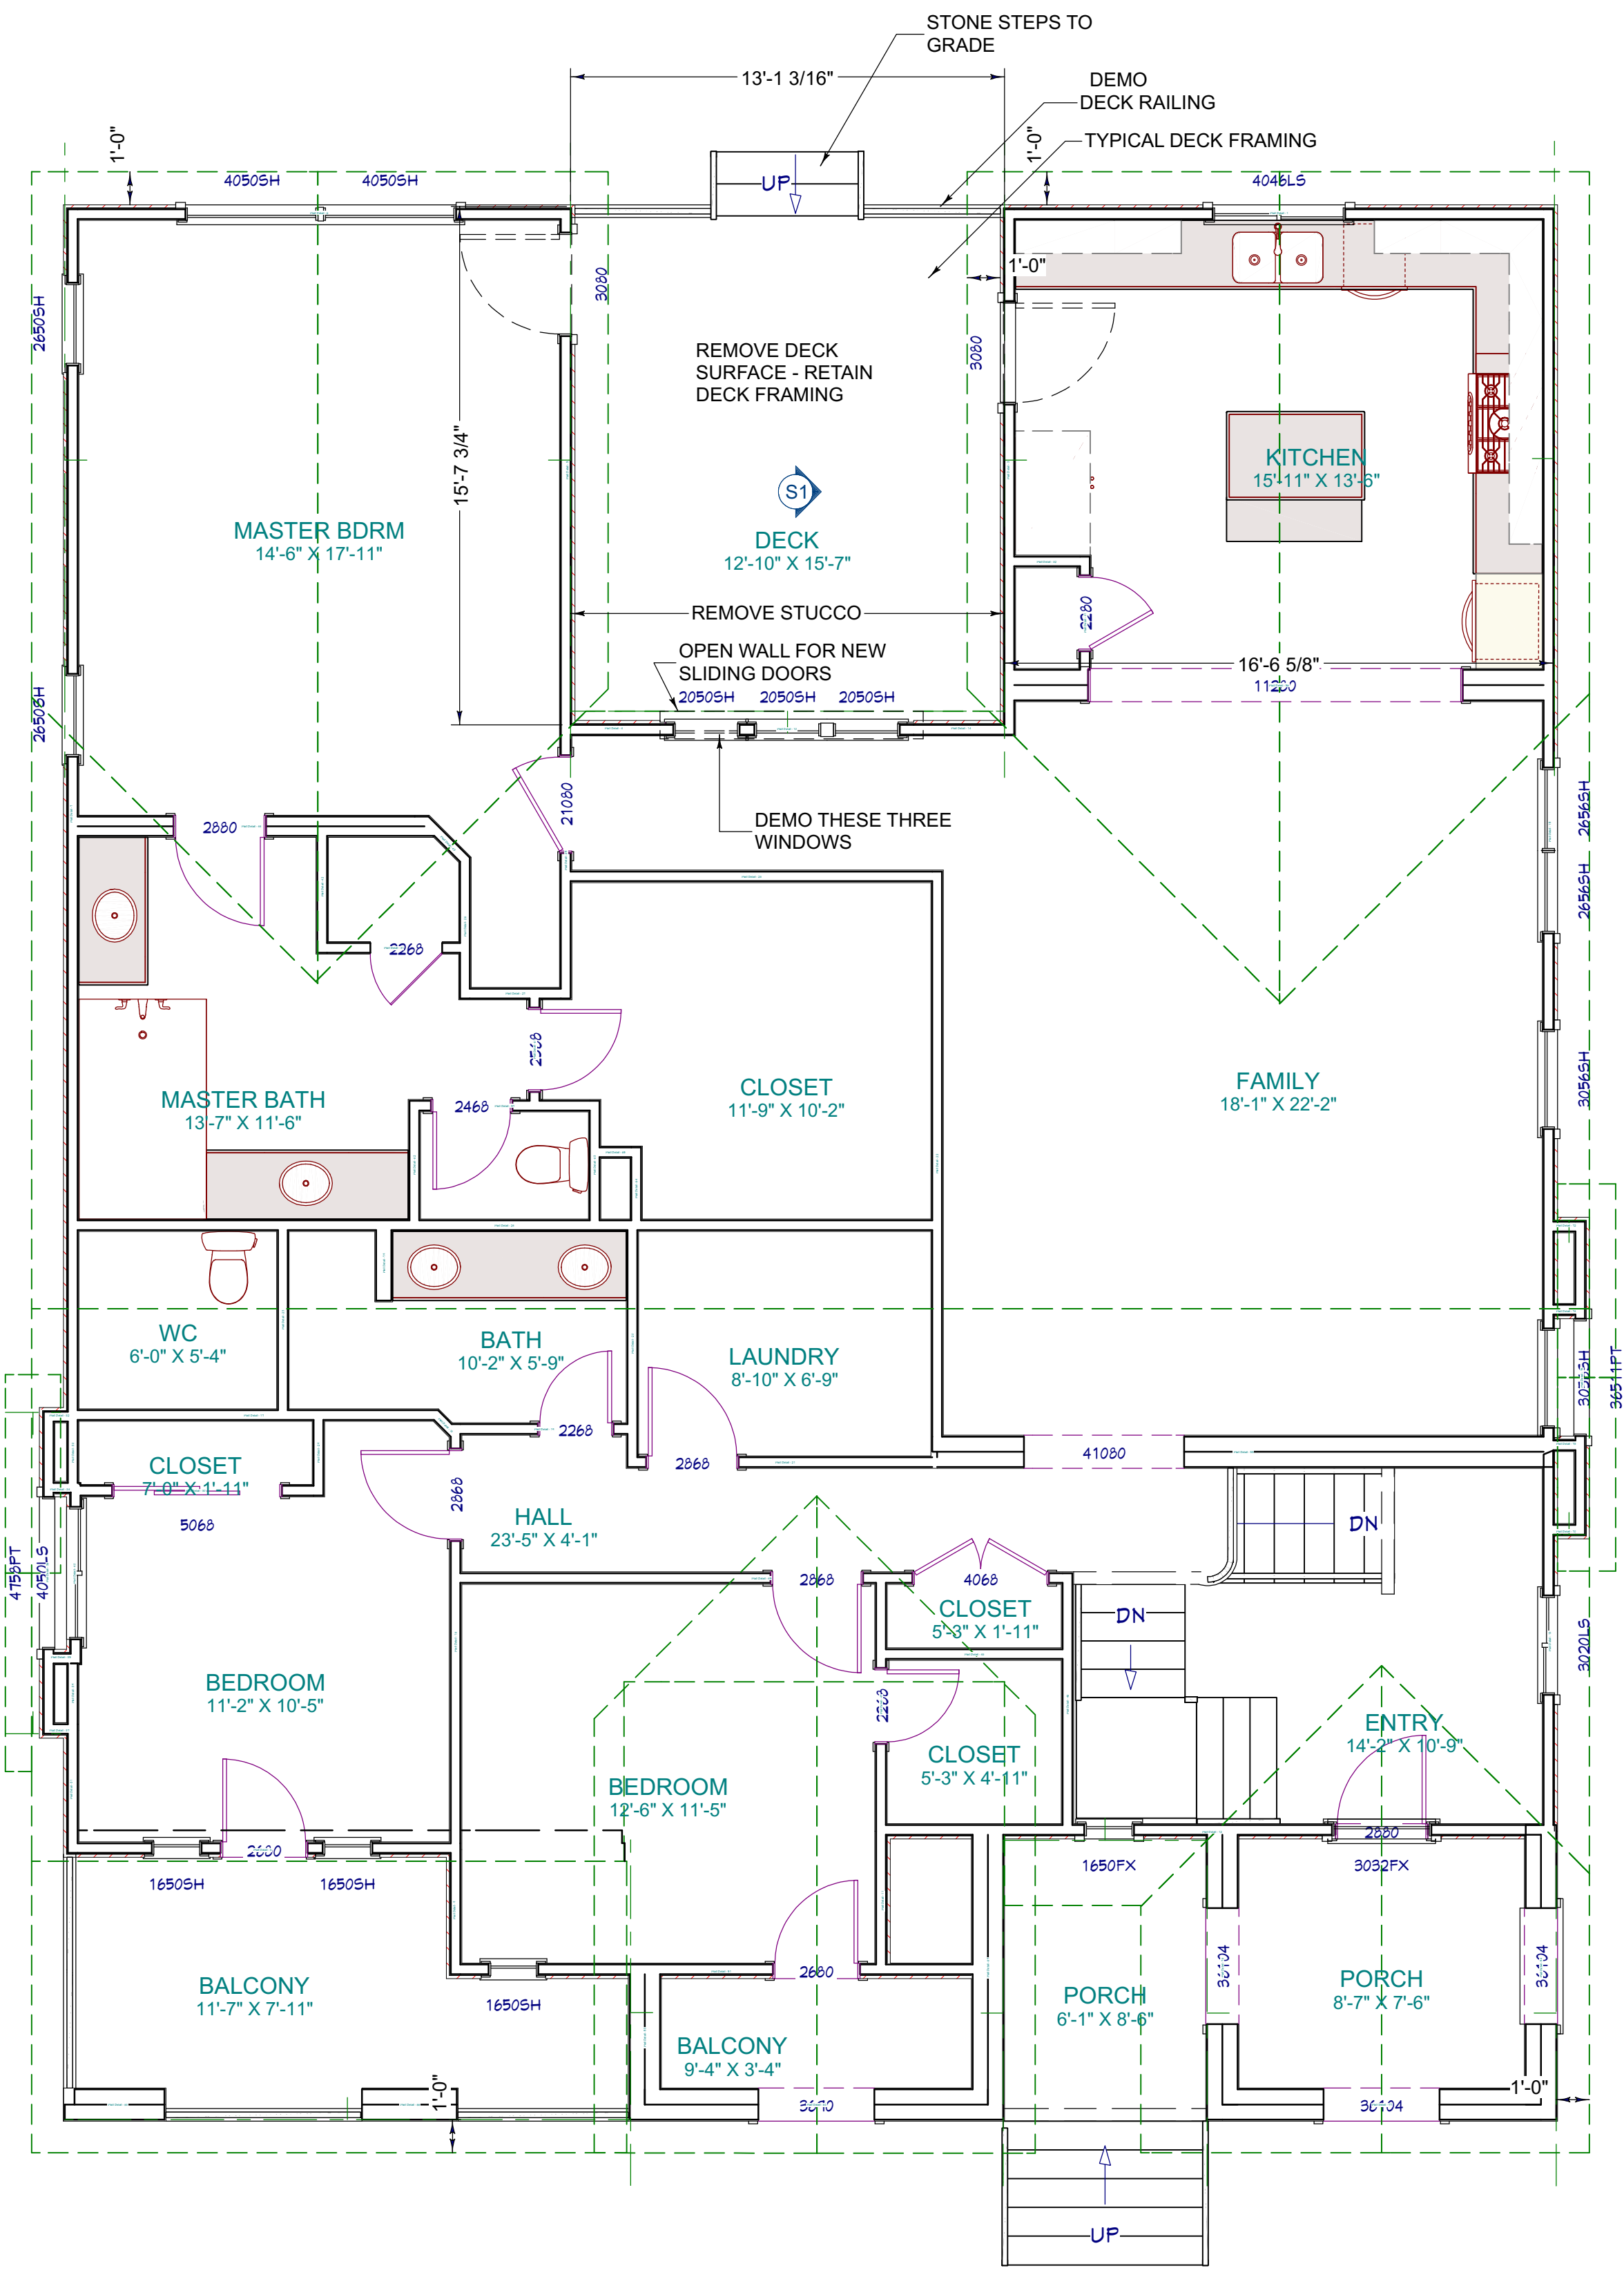 STONE STEPS TO
GRADE
13'-1 3/16"
DEMO
DECK RAILING
TYPICAL DECK FRAMING
1'-0"
1'-0"
4050SH
4050SH
UP
4046LS
1'-0"
3080
3080
2650SH
REMOVE DECK
SURFACE - RETAIN
DECK FRAMING
15'-7 3/4"
KITCHEN
15'-11" X 13'-6"
S1
MASTER BDRM
14'-6" X 17'-11"
DECK
12'-10" X 15'-7"
REMOVE STUCCO
2280
OPEN WALL FOR NEW
SLIDING DOORS
16'-6 5/8"
2650SH
2050SH
2050SH
2050SH
21080
DEMO THESE THREE
WINDOWS
2656SH
2880
2656SH
2268
2568
FAMILY
18'-1" X 22'-2"
3056SH
CLOSET
11'-9" X 10'-2"
MASTER BATH
13'-7" X 11'-6"
2468
WC
6'-0" X 5'-4"
BATH
10'-2" X 5'-9"
LAUNDRY
8'-10" X 6'-9"
3056SH
36511PT
2268
2868
41080
CLOSET
7'-0" X 1'-11"
2868
5068
HALL
23'-5" X 4'-1"
DN
4758PT
4050LS
2868
4068
CLOSET
5'-3" X 1'-11"
DN
3020LS
BEDROOM
11'-2" X 10'-5"
2268
ENTRY
14'-2" X 10'-9"
CLOSET
5'-3" X 4'-11"
BEDROOM
12'-6" X 11'-5"
2880
2680
1650SH
1650SH
1650FX
3032FX
36104
36104
2680
BALCONY
11'-7" X 7'-11"
1650SH
PORCH
6'-1" X 8'-6"
PORCH
8'-7" X 7'-6"
BALCONY
9'-4" X 3'-4"
1'-0"
1'-0"
36104
UP